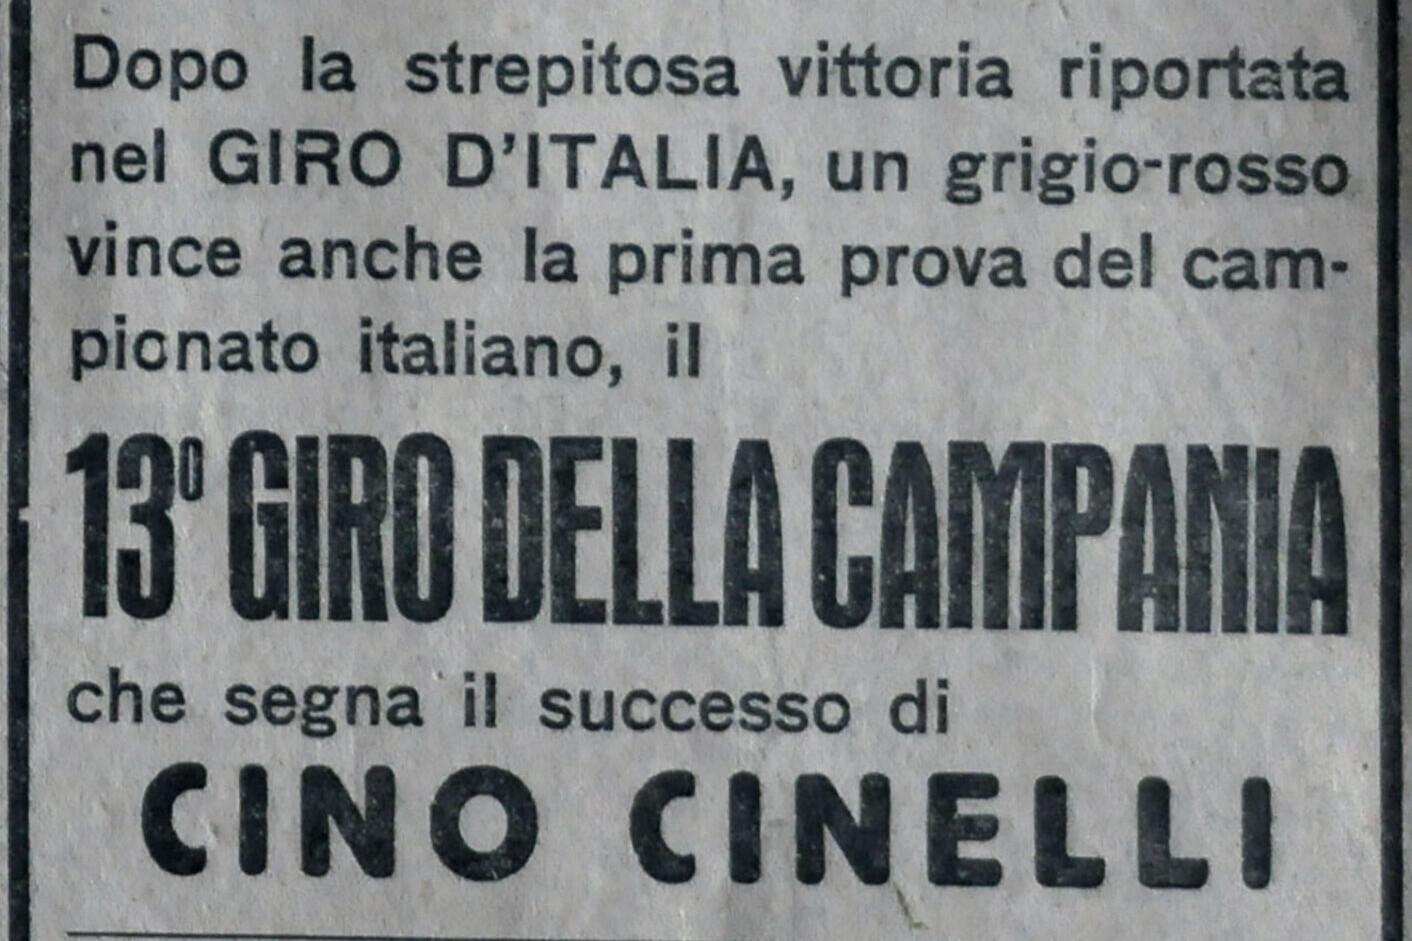 Dopo la strepitosa vittoria riportata
nel GIRO D'ITALIA, un grigio-rosso
vince anche la prima prova del cam-
pionato italiano, il
13º GIRO DELLA CAMPANIA
che segna il successo di
CINO CINELLI